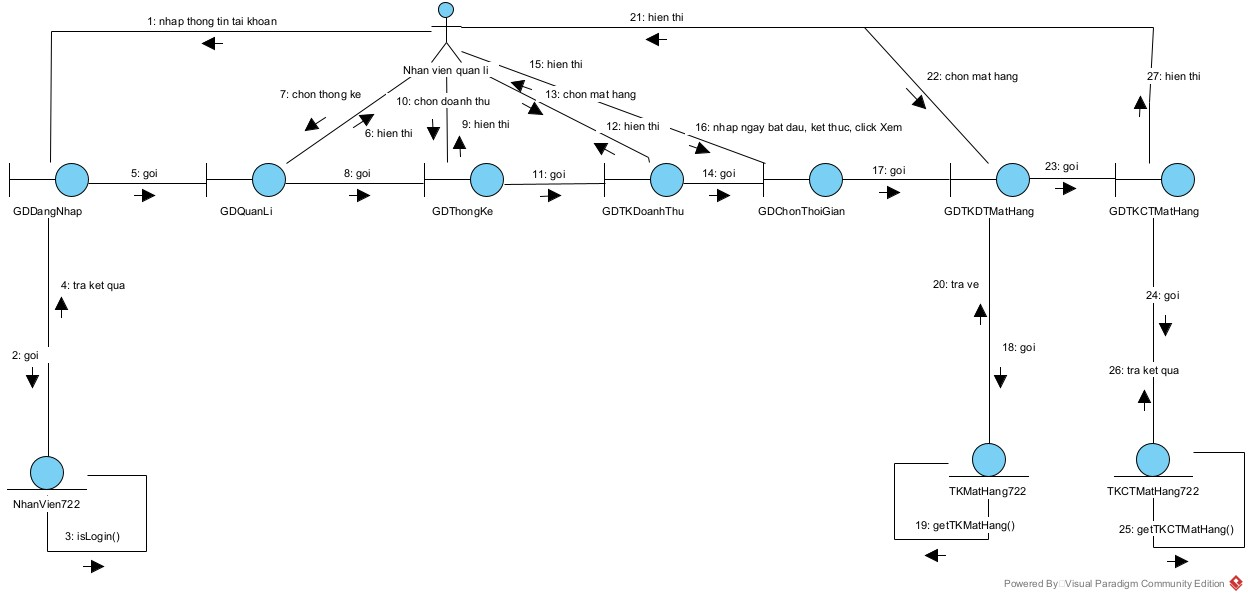 1: nhap thong tin tai khoan
21: hien thi
Nhan vien quan li
15: hien thi
22: chon mat hang
27: hien thi
7: chon thong ke
10: chon doanh thu
13: chon mat hang
6: hien thi
9: hien thi
12: hien thi
16: nhap ngay bat dau, ket thuc, click Xem
5: goi
8: goi
11: goi
14: goi
17: goi
23: goi
GDDangNhap
GDQuanLi
GDThongKe
GDTKDoanhThu
GDChonThoiGian
GDTKDTMatHang
GDTKCTMatHang
4: tra ket qua
20: tra ve
24: goi
2: goi
18: goi
26: tra ket qua
NhanVien722
TKMatHang722
TKCTMatHang722
3: isLogin()
19: getTKMatHang()
25: getTKCTMatHang()
Powered By Visual Paradigm Community Edition